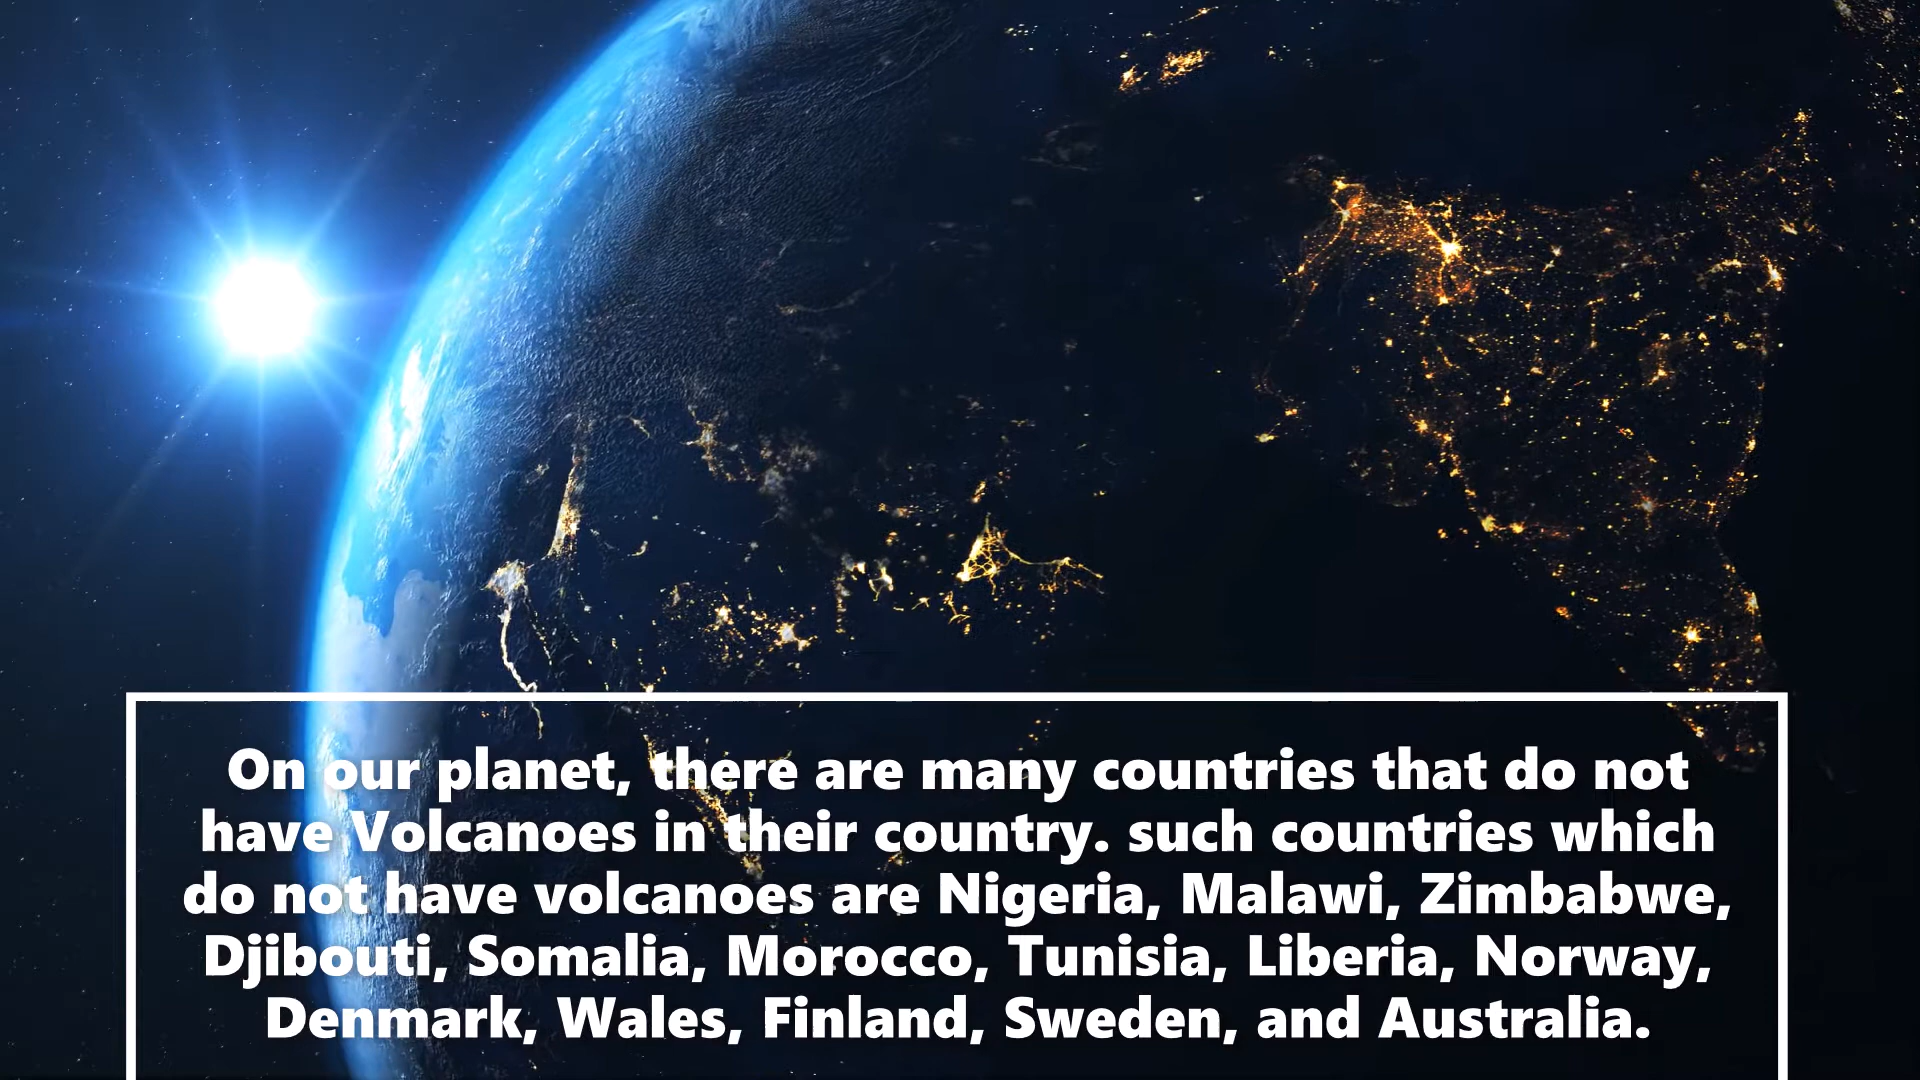 On our planet, there are many countries that do not
have Volcanoes in their country. such countries which
do not have volcanoes are Nigeria, Malawi, Zimbabwe,
Djibouti, Somalia, Morocco, Tunisia, Liberia, Norway,
Denmark, Wales, Finland, Sweden, and Australia.